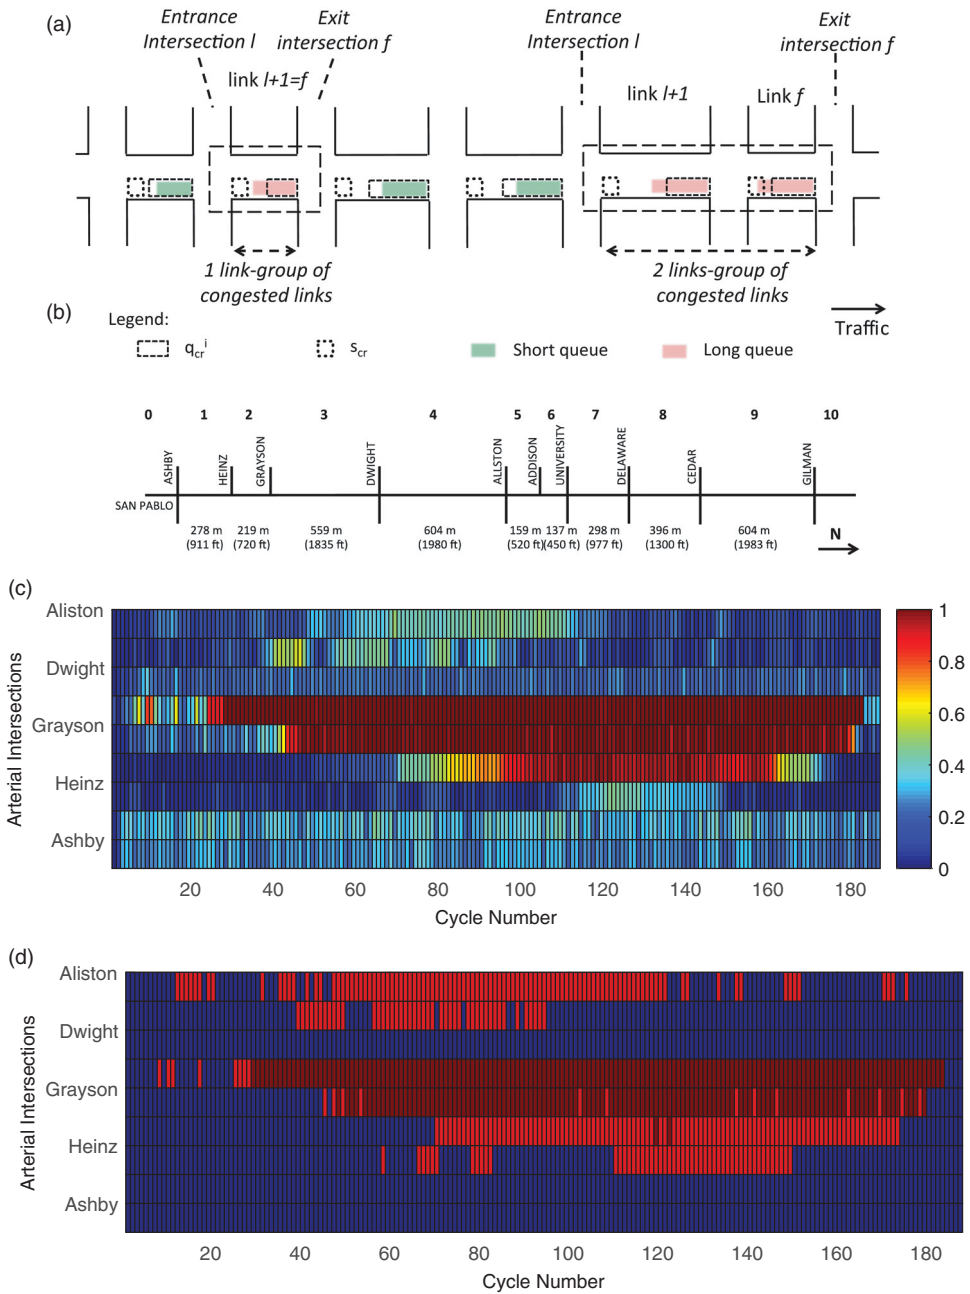 (a)
Entrance
Intersection l
Exit
intersection f
link l+1=f
Entrance
Intersection l
Exit
intersection f
link l+1
Link f
1 link-group of
congested links
2 links-group of
congested links
(b)
Traffic
Legend:
q_cr^i
s_cr
Short queue
Long queue
0 1 2 3 4 5 6 7 8 9 10
ASHBY HEINZ GRAYSON DWIGHT ALLSTON ADDISON UNIVERSITY DELAWARE CEDAR GILMAN
SAN PABLO
278 m 219 m 559 m 604 m 159 m 137 m 298 m 396 m 604 m
(911 ft) (720 ft) (1835 ft) (1980 ft) (520 ft) (450 ft) (977 ft) (1300 ft) (1983 ft)
N
(c)
Arterial Intersections
Aliston
Dwight
Grayson
Heinz
Ashby
20 40 60 80 100 120 140 160 180
Cycle Number
1
0.8
0.6
0.4
0.2
0
(d)
Arterial Intersections
Aliston
Dwight
Grayson
Heinz
Ashby
20 40 60 80 100 120 140 160 180
Cycle Number